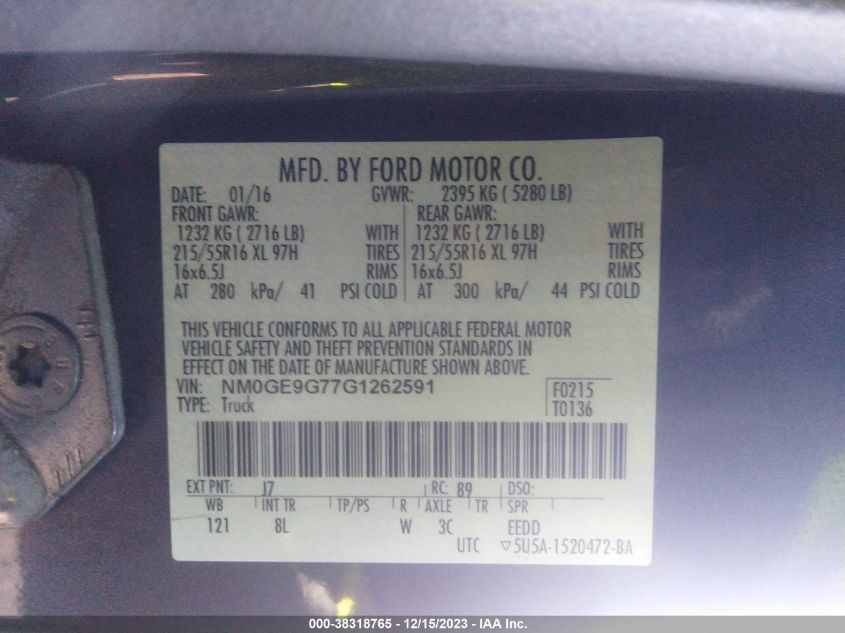 MFD. BY FORD MOTOR CO.
DATE: 01/16 GVWR: 2395 KG ( 5280 LB)
FRONT GAWR: REAR GAWR:
1232 KG ( 2716 LB) WITH 1232 KG ( 2716 LB) WITH
215/55R16 XL 97H TIRES 215/55R16 XL 97H TIRES
16x6.5J RIMS 16x6.5J RIMS
AT 280 kPa/ 41 PSI COLD AT 300 kPa/ 44 PSI COLD
THIS VEHICLE CONFORMS TO ALL APPLICABLE FEDERAL MOTOR
VEHICLE SAFETY AND THEFT PREVENTION STANDARDS IN
EFFECT ON THE DATE OF MANUFACTURE SHOWN ABOVE.
VIN: NM0GE9G77G1262591 F0215
TYPE: Truck T0136
EXT PNT: J7 RC: 89 DSO:
WB INT TR TP/PS R AXLE TR SPR
121 8L W 3C EEDD
UTC ▽5U5A-1520472-BA
000-38318765 - 12/15/2023 - IAA Inc.